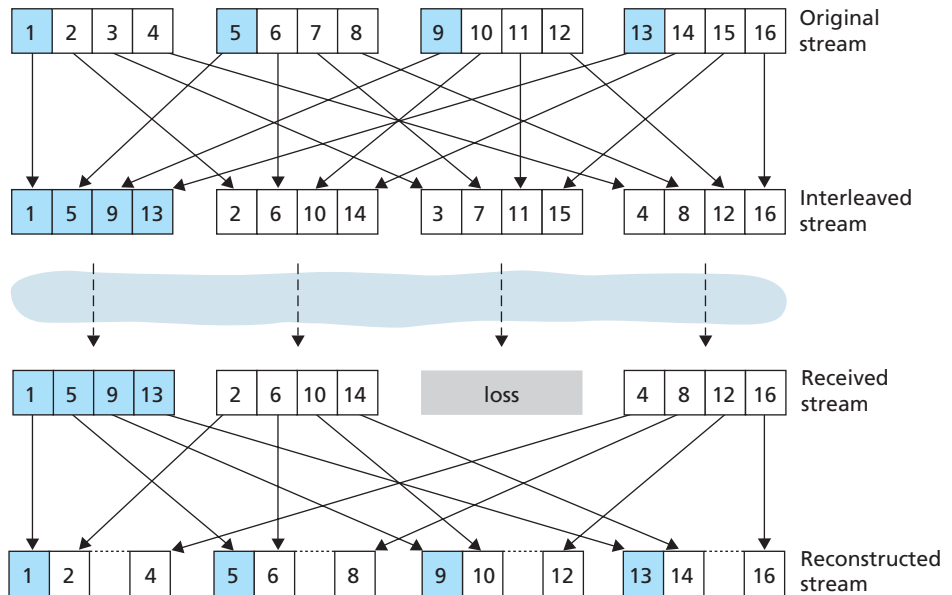 1 2 3 4 5 6 7 8 9 10 11 12 13 14 15 16 Original
stream
1 5 9 13 2 6 10 14 3 7 11 15 4 8 12 16 Interleaved
stream
1 5 9 13 2 6 10 14 loss 4 8 12 16 Received
stream
1 2 4 5 6 8 9 10 12 13 14 16 Reconstructed
stream